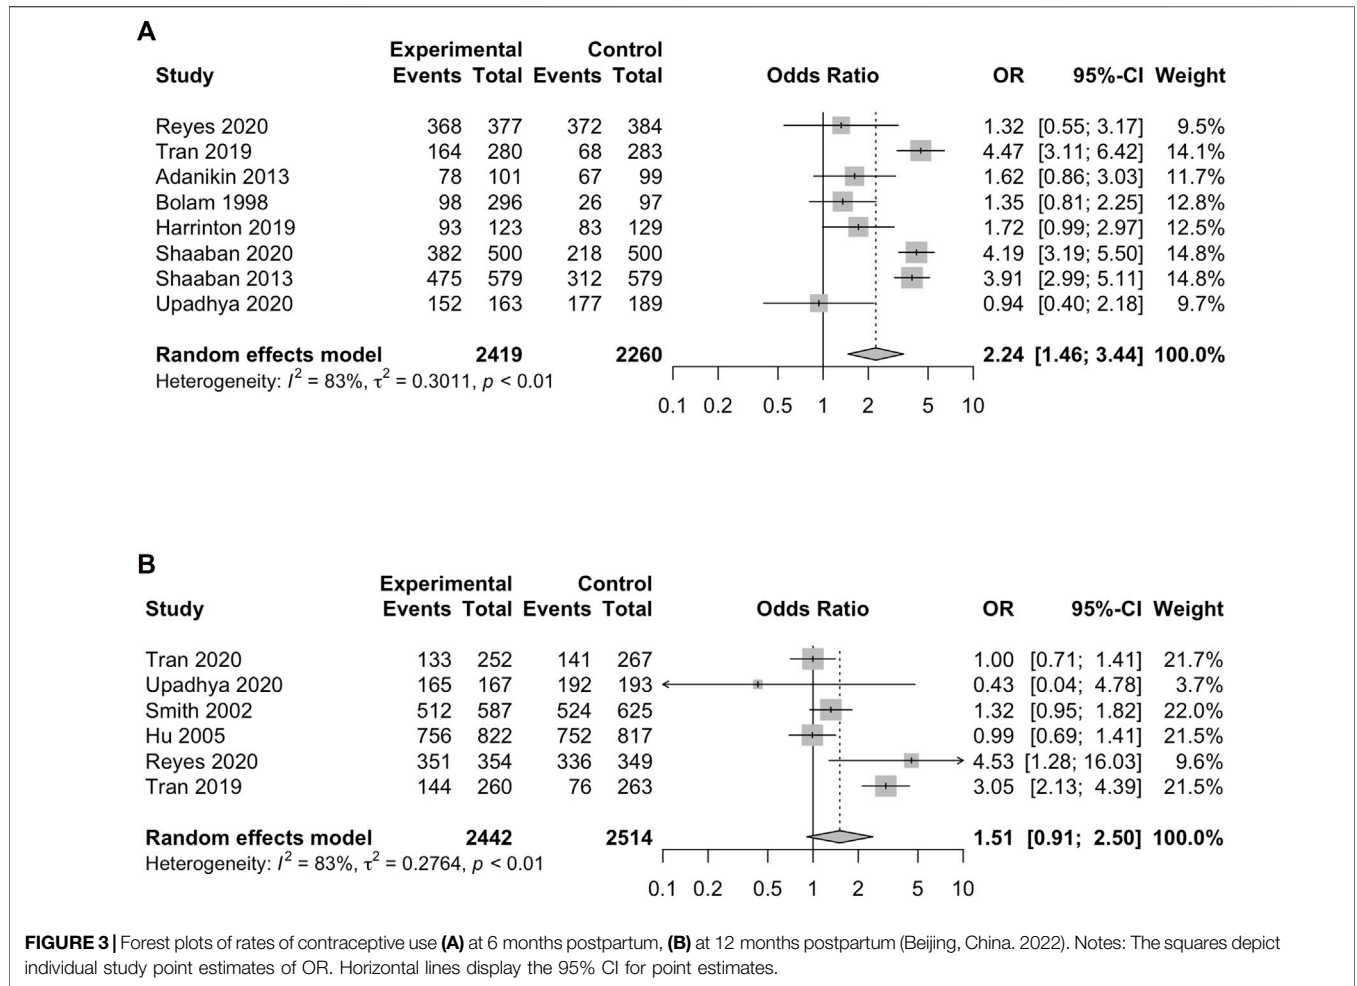 A
Experimental Control
Study Events Total Events Total Odds Ratio OR 95%-CI Weight
Reyes 2020 368 377 372 384 1.32 [0.55; 3.17] 9.5%
Tran 2019 164 280 68 283 4.47 [3.11; 6.42] 14.1%
Adanikin 2013 78 101 67 99 1.62 [0.86; 3.03] 11.7%
Bolam 1998 98 296 26 97 1.35 [0.81; 2.25] 12.8%
Harrinton 2019 93 123 83 129 1.72 [0.99; 2.97] 12.5%
Shaaban 2020 382 500 218 500 4.19 [3.19; 5.50] 14.8%
Shaaban 2013 475 579 312 579 3.91 [2.99; 5.11] 14.8%
Upadhya 2020 152 163 177 189 0.94 [0.40; 2.18] 9.7%
Random effects model 2419 2260 2.24 [1.46; 3.44] 100.0%
Heterogeneity: I² = 83%, τ² = 0.3011, p < 0.01
0.1 0.2 0.5 1 2 5 10
B
Experimental Control
Study Events Total Events Total Odds Ratio OR 95%-CI Weight
Tran 2020 133 252 141 267 1.00 [0.71; 1.41] 21.7%
Upadhya 2020 165 167 192 193 0.43 [0.04; 4.78] 3.7%
Smith 2002 512 587 524 625 1.32 [0.95; 1.82] 22.0%
Hu 2005 756 822 752 817 0.99 [0.69; 1.41] 21.5%
Reyes 2020 351 354 336 349 4.53 [1.28; 16.03] 9.6%
Tran 2019 144 260 76 263 3.05 [2.13; 4.39] 21.5%
Random effects model 2442 2514 1.51 [0.91; 2.50] 100.0%
Heterogeneity: I² = 83%, τ² = 0.2764, p < 0.01
0.1 0.2 0.5 1 2 5 10
FIGURE 3 | Forest plots of rates of contraceptive use (A) at 6 months postpartum, (B) at 12 months postpartum (Beijing, China. 2022). Notes: The squares depict
individual study point estimates of OR. Horizontal lines display the 95% CI for point estimates.